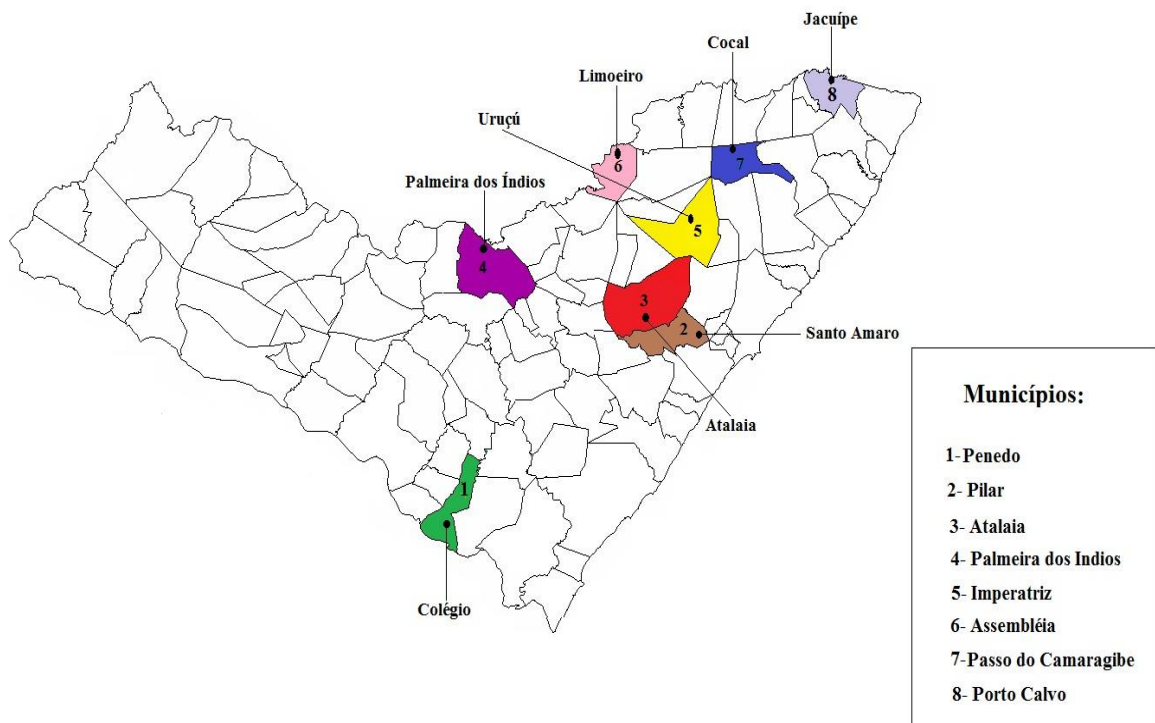 Jacuípe
Cocal
Limoeiro
Uruçú
Palmeira dos Índios
8
7
6
5
4
3
2
Santo Amaro
Atalaia
1
Colégio
Municípios:
1- Penedo
2- Pilar
3- Atalaia
4- Palmeira dos Indios
5- Imperatriz
6- Assembléia
7-Passo do Camaragibe
8- Porto Calvo